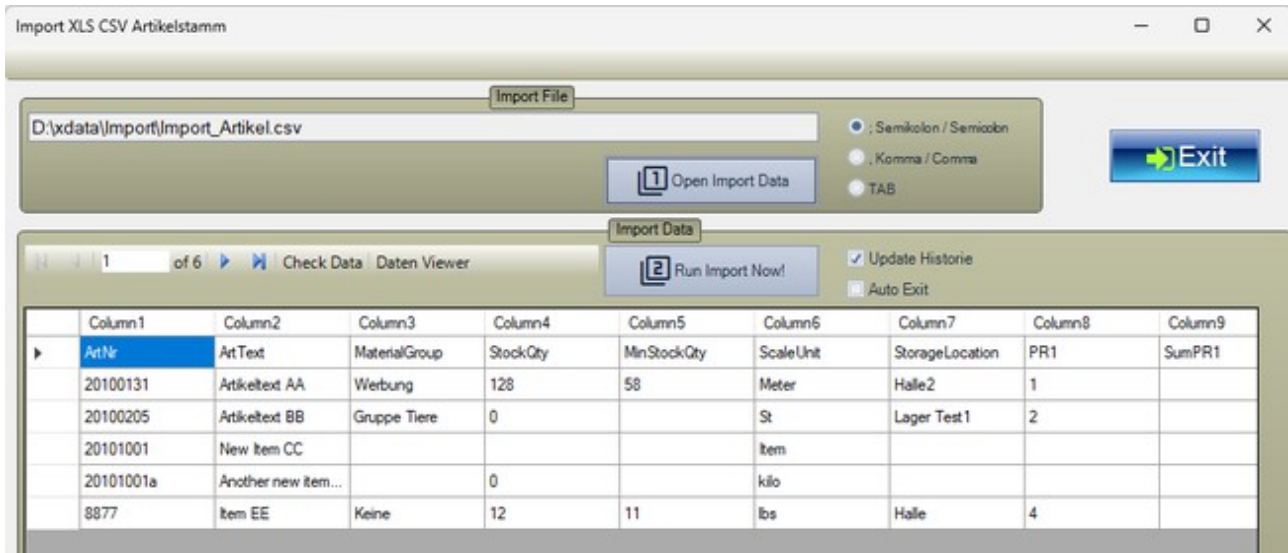 Import XLS CSV Artikelstamm
Import File
D:\xdata\Import\Import_Artikel.csv
; Semikolon / Semicolon
, Komma / Comma
TAB
1 Open Import Data
Exit
Import Data
1 of 6 Check Data Daten Viewer
2 Run Import Now!
Update Historie
Auto Exit
Column1 Column2 Column3 Column4 Column5 Column6 Column7 Column8 Column9
ArtNr ArtText MaterialGroup StockQty MinStockQty ScaleUnit StorageLocation PR1 SumPR1
20100131 Artikeltext AA Werbung 128 58 Meter Halle2 1
20100205 Artikeltext BB Gruppe Tiere 0 St Lager Test1 2
20101001 New Item CC Item
20101001a Another new item... 0 kilo
8877 Item EE Keine 12 11 lbs Halle 4